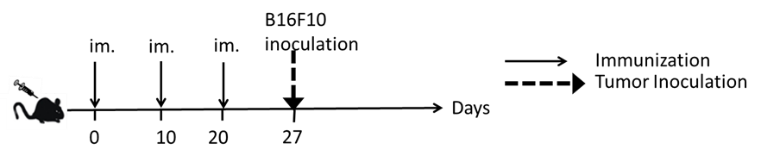 B16F10
inoculation
im. im. im.
Immunization
Tumor Inoculation
Days
0 10 20 27